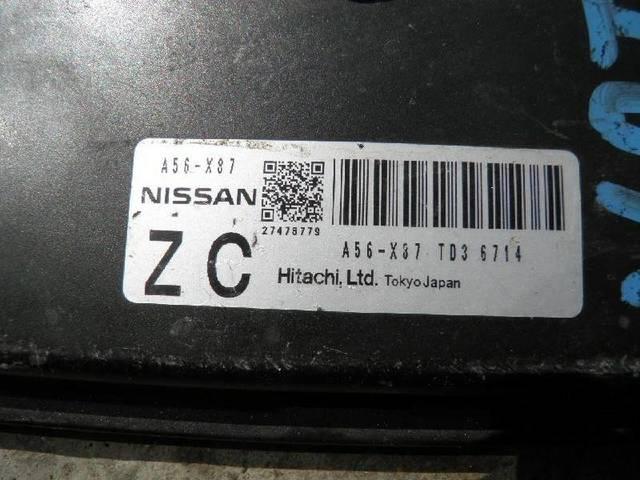 A56-X87
NISSAN
27478779
A56-X87 TD3 6714
ZC
Hitachi, Ltd. Tokyo Japan